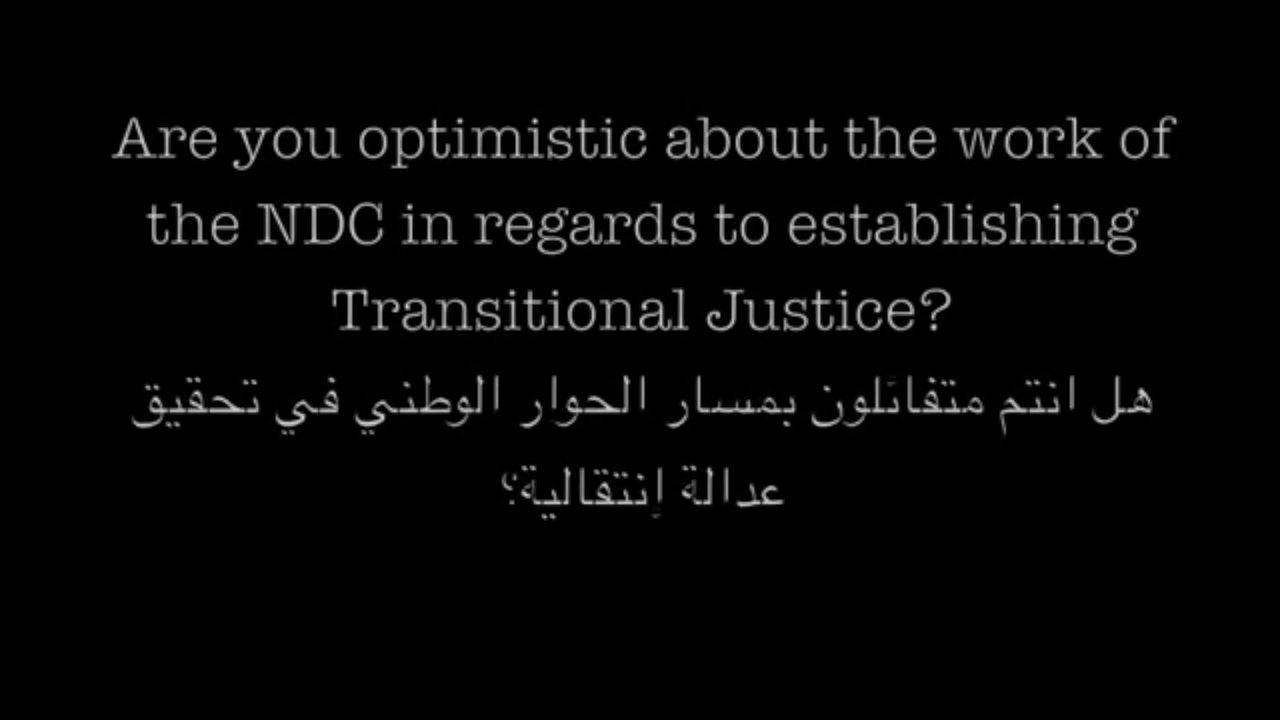 Are you optimistic about the work of
the NDC in regards to establishing
Transitional Justice?
هل انتم متفائلون بمسار الحوار الوطني في تحقيق
عدالة إنتقالية؟